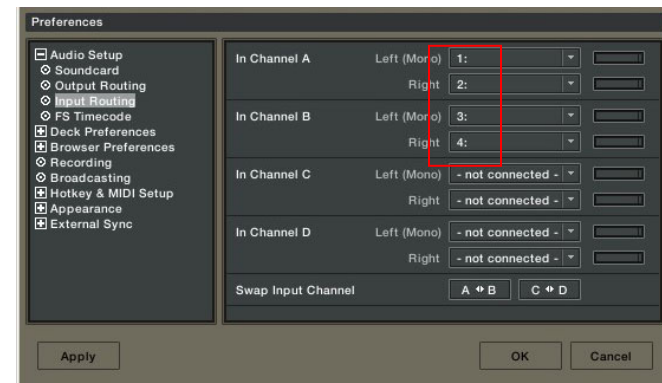 Preferences
Audio Setup
Soundcard
Output Routing
Input Routing
FS Timecode
Deck Preferences
Browser Preferences
Recording
Broadcasting
Hotkey & MIDI Setup
Appearance
External Sync
In Channel A Left (Mono) 1:
Right 2:
In Channel B Left (Mono) 3:
Right 4:
In Channel C Left (Mono) - not connected -
Right - not connected -
In Channel D Left (Mono) - not connected -
Right - not connected -
Swap Input Channel A B C D
Apply OK Cancel